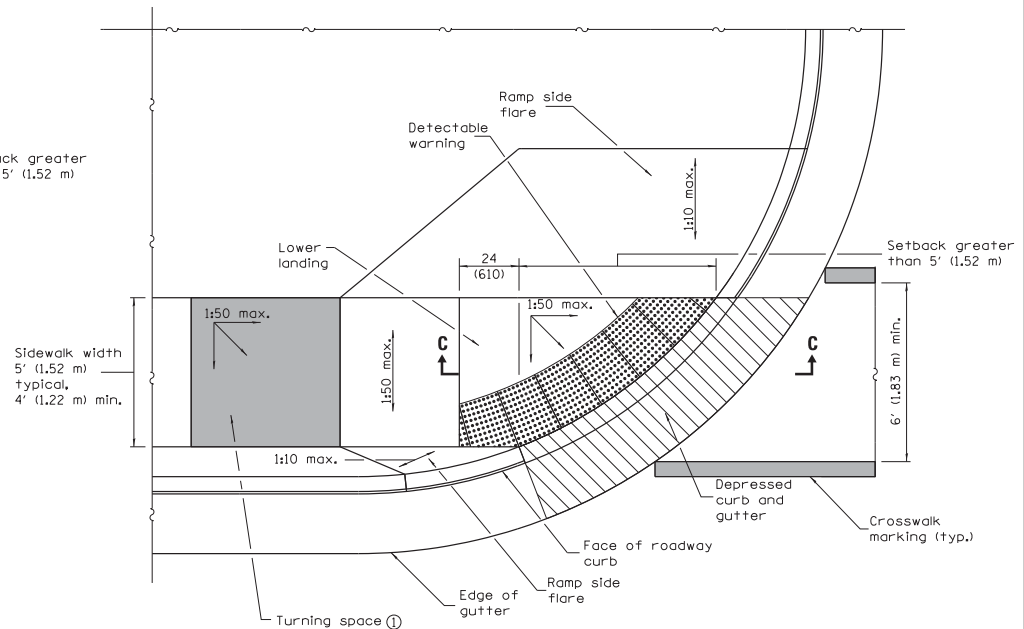 Ramp side
flare
Detectable
warning
ck greater
5' (1.52 m)
1:10 max.
Lower
landing
24
(610)
Setback greater
than 5' (1.52 m)
1:50 max.
1:50 max.
Sidewalk width
5' (1.52 m)
typical,
4' (1.22 m) min.
1:50 max.
C
C
6' (1.83 m) min.
1:10 max.
Depressed
curb and
gutter
Crosswalk
marking (typ.)
Face of roadway
curb
Ramp side
flare
Edge of
gutter
Turning space ①